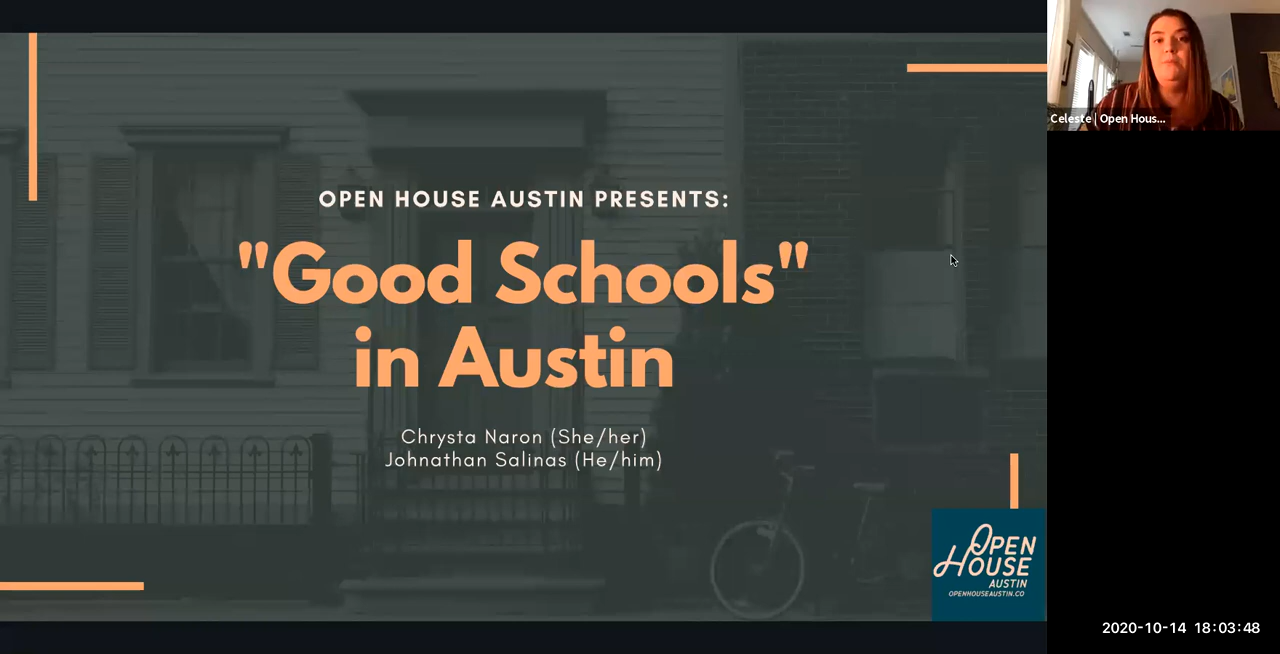 OPEN HOUSE AUSTIN PRESENTS:
"Good Schools"
in Austin
Chrysta Naron (She/her)
Johnathan Salinas (He/him)
OPEN
HOUSE
AUSTIN
OPENHOUSEAUSTIN.CO
Celeste | Open Hous...
2020-10-14 18:03:48